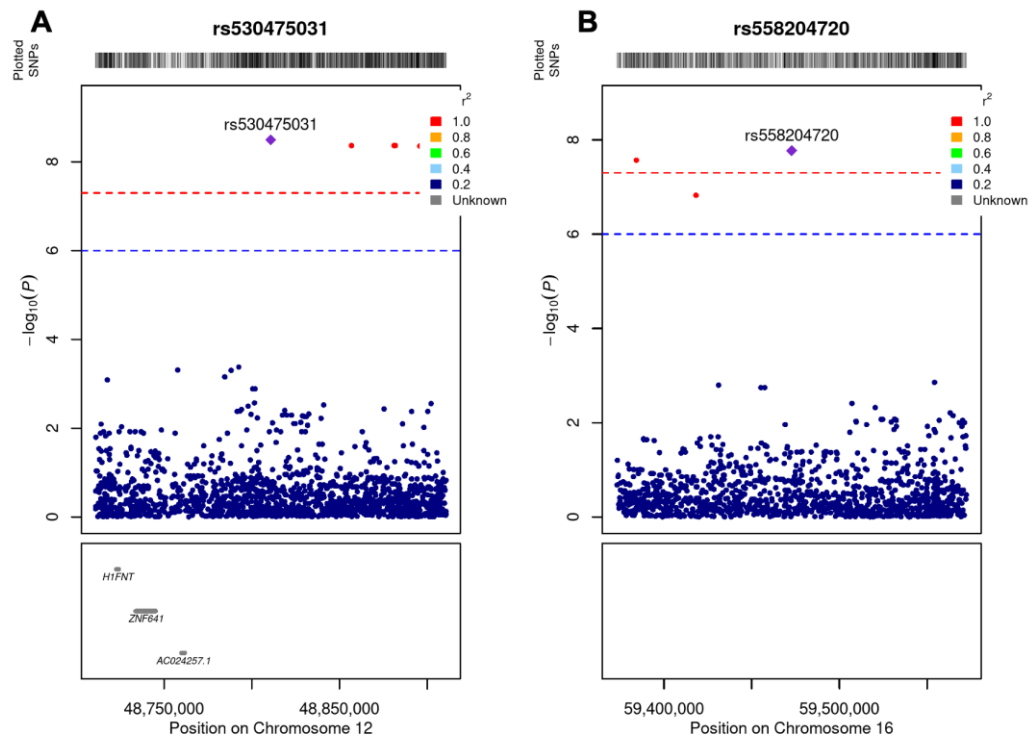 A
rs530475031
Plotted
SNPs
r²
1.0
0.8
0.6
0.4
0.2
Unknown
rs530475031
8
6
4
2
0
−log₁₀(P)
H1FNT
ZNF641
AC024257.1
48,750,000
48,850,000
Position on Chromosome 12
B
rs558204720
Plotted
SNPs
r²
1.0
0.8
0.6
0.4
0.2
Unknown
rs558204720
8
6
4
2
0
−log₁₀(P)
59,400,000
59,500,000
Position on Chromosome 16